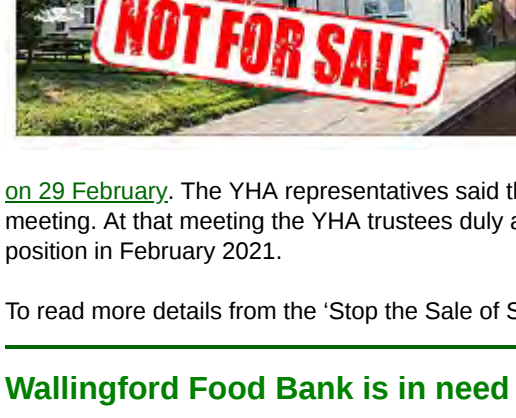 NOT FOR SALE
on 29 February. The YHA representatives said
meeting. At that meeting the YHA trustees duly
position in February 2021.
To read more details from the ‘Stop the Sale of
Wallingford Food Bank is in need